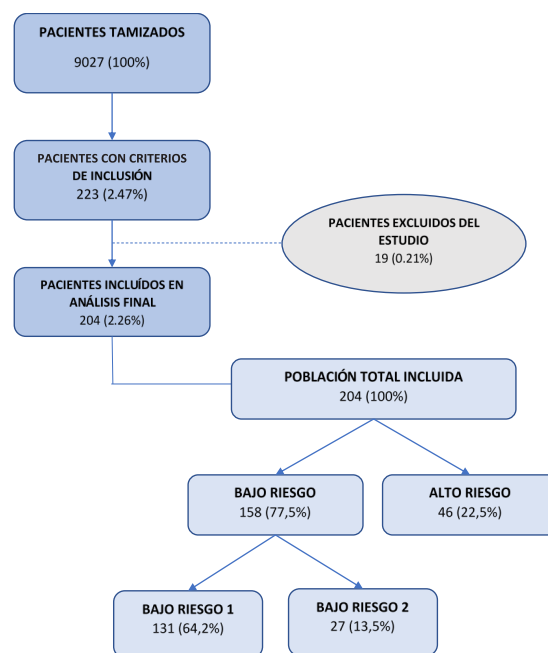 PACIENTES TAMIZADOS
9027 (100%)
PACIENTES CON CRITERIOS
DE INCLUSIÓN
223 (2.47%)
PACIENTES EXCLUIDOS DEL
ESTUDIO
19 (0.21%)
PACIENTES INCLUÍDOS EN
ANÁLISIS FINAL
204 (2.26%)
POBLACIÓN TOTAL INCLUIDA
204 (100%)
BAJO RIESGO
158 (77,5%)
ALTO RIESGO
46 (22,5%)
BAJO RIESGO 1
131 (64,2%)
BAJO RIESGO 2
27 (13,5%)